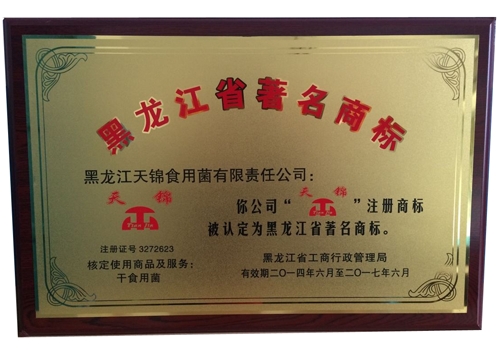 黑龙江省著名商标
黑龙江天锦食用菌有限责任公司：
天锦
你公司“天锦”注册商标
被认定为黑龙江省著名商标。
注册证号 3272623
核定使用商品及服务：
干食用菌
黑龙江省工商行政管理局
有效期二〇一四年六月至二〇一七年六月